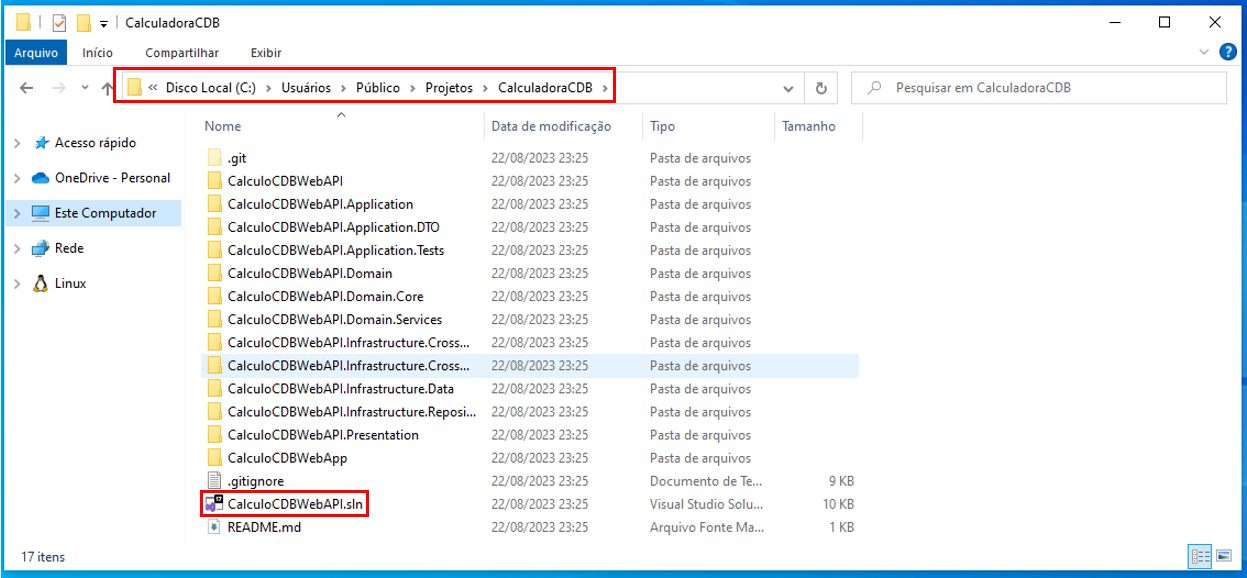 CalculadoraCDB
Arquivo Início Compartilhar Exibir
« Disco Local (C:) > Usuários > Público > Projetos > CalculadoraCDB > Pesquisar em CalculadoraCDB
Nome Data de modificação Tipo Tamanho
Acesso rápido
OneDrive - Personal
Este Computador
Rede
Linux
.git 22/08/2023 23:25 Pasta de arquivos
CalculoCDBWebAPI 22/08/2023 23:25 Pasta de arquivos
CalculoCDBWebAPI.Application 22/08/2023 23:25 Pasta de arquivos
CalculoCDBWebAPI.Application.DTO 22/08/2023 23:25 Pasta de arquivos
CalculoCDBWebAPI.Application.Tests 22/08/2023 23:25 Pasta de arquivos
CalculoCDBWebAPI.Domain 22/08/2023 23:25 Pasta de arquivos
CalculoCDBWebAPI.Domain.Core 22/08/2023 23:25 Pasta de arquivos
CalculoCDBWebAPI.Domain.Services 22/08/2023 23:25 Pasta de arquivos
CalculoCDBWebAPI.Infrastructure.Cross... 22/08/2023 23:25 Pasta de arquivos
CalculoCDBWebAPI.Infrastructure.Cross... 22/08/2023 23:25 Pasta de arquivos
CalculoCDBWebAPI.Infrastructure.Data 22/08/2023 23:25 Pasta de arquivos
CalculoCDBWebAPI.Infrastructure.Reposi... 22/08/2023 23:25 Pasta de arquivos
CalculoCDBWebAPI.Presentation 22/08/2023 23:25 Pasta de arquivos
CalculoCDBWebApp 22/08/2023 23:25 Pasta de arquivos
.gitignore 22/08/2023 23:25 Documento de Te... 9 KB
CalculoCDBWebAPI.sln 22/08/2023 23:25 Visual Studio Solu... 10 KB
README.md 22/08/2023 23:25 Arquivo Fonte Ma... 1 KB
17 itens